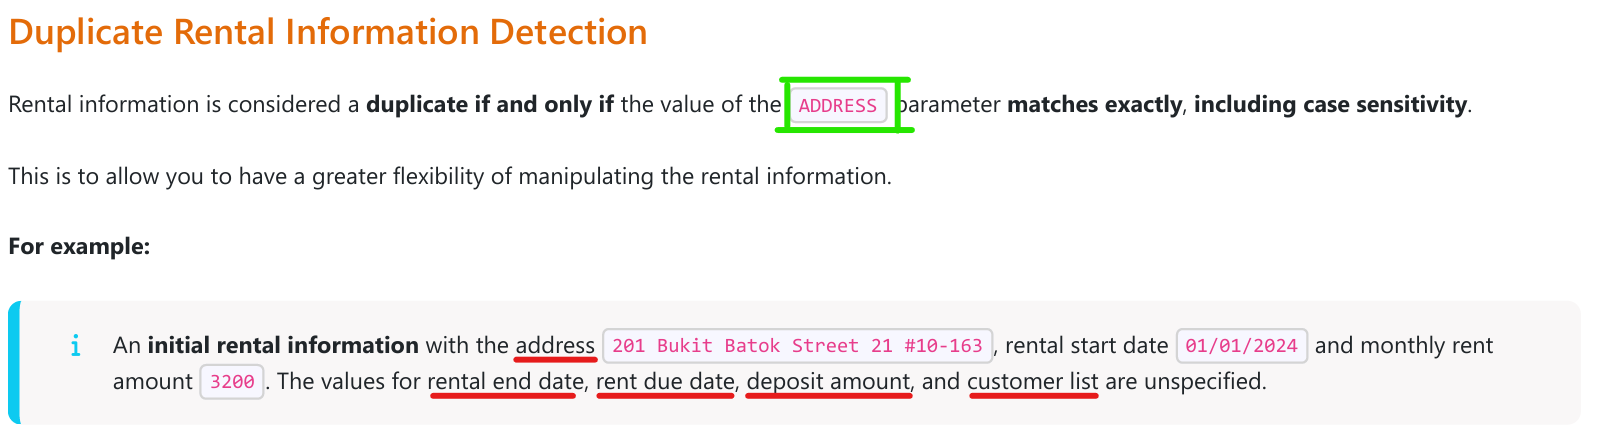 Duplicate Rental Information Detection
Rental information is considered a duplicate if and only if the value of the ADDRESS parameter matches exactly, including case sensitivity.
This is to allow you to have a greater flexibility of manipulating the rental information.
For example:
i An initial rental information with the address 201 Bukit Batok Street 21 #10-163, rental start date 01/01/2024 and monthly rent
amount 3200. The values for rental end date, rent due date, deposit amount, and customer list are unspecified.